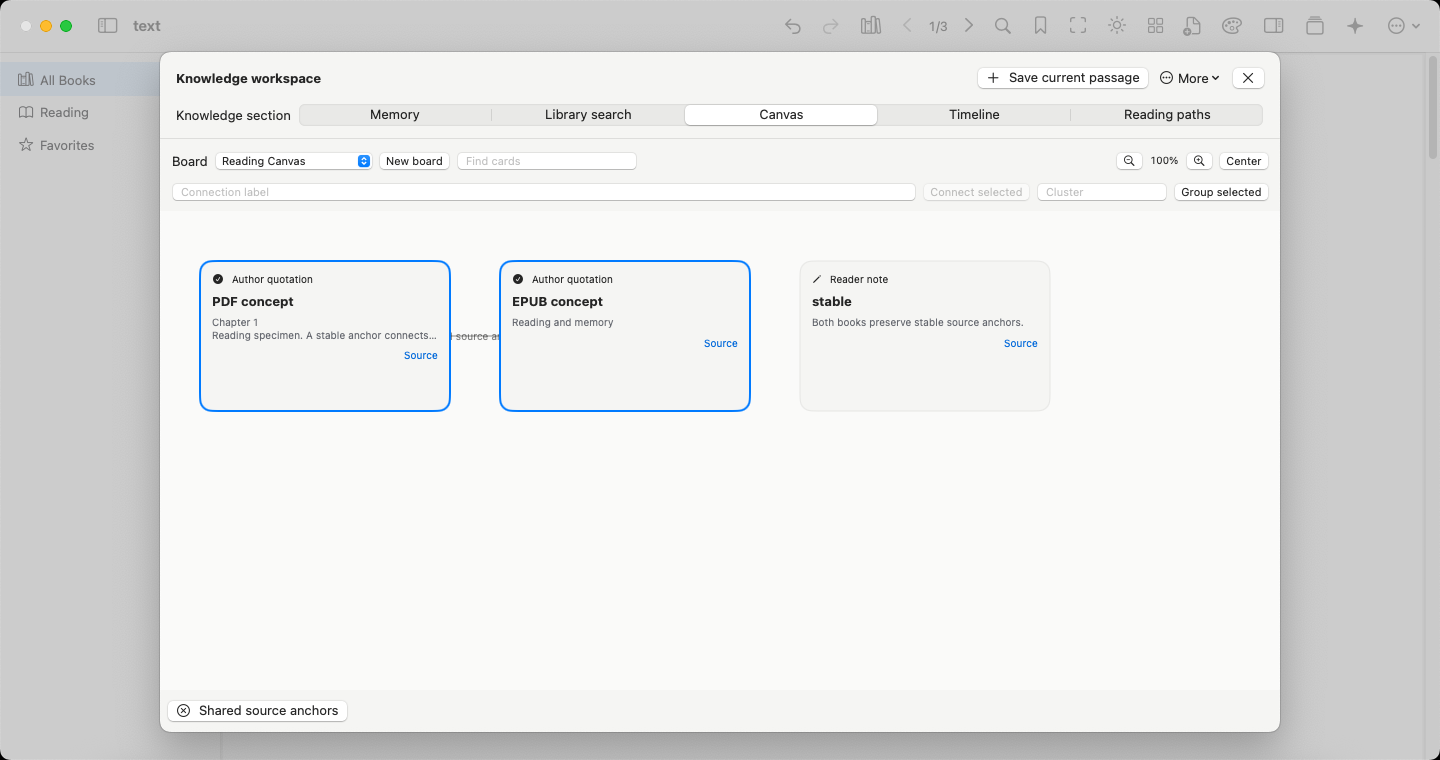 text
1/3
All Books
Reading
Favorites
Knowledge workspace
Save current passage
More
Knowledge section
Memory
Library search
Canvas
Timeline
Reading paths
Board
Reading Canvas
New board
Find cards
100%
Center
Connection label
Connect selected
Cluster
Group selected
Author quotation
PDF concept
Chapter 1
Reading specimen. A stable anchor connects...
Source
source
Author quotation
EPUB concept
Reading and memory
Source
Reader note
stable
Both books preserve stable source anchors.
Source
Shared source anchors